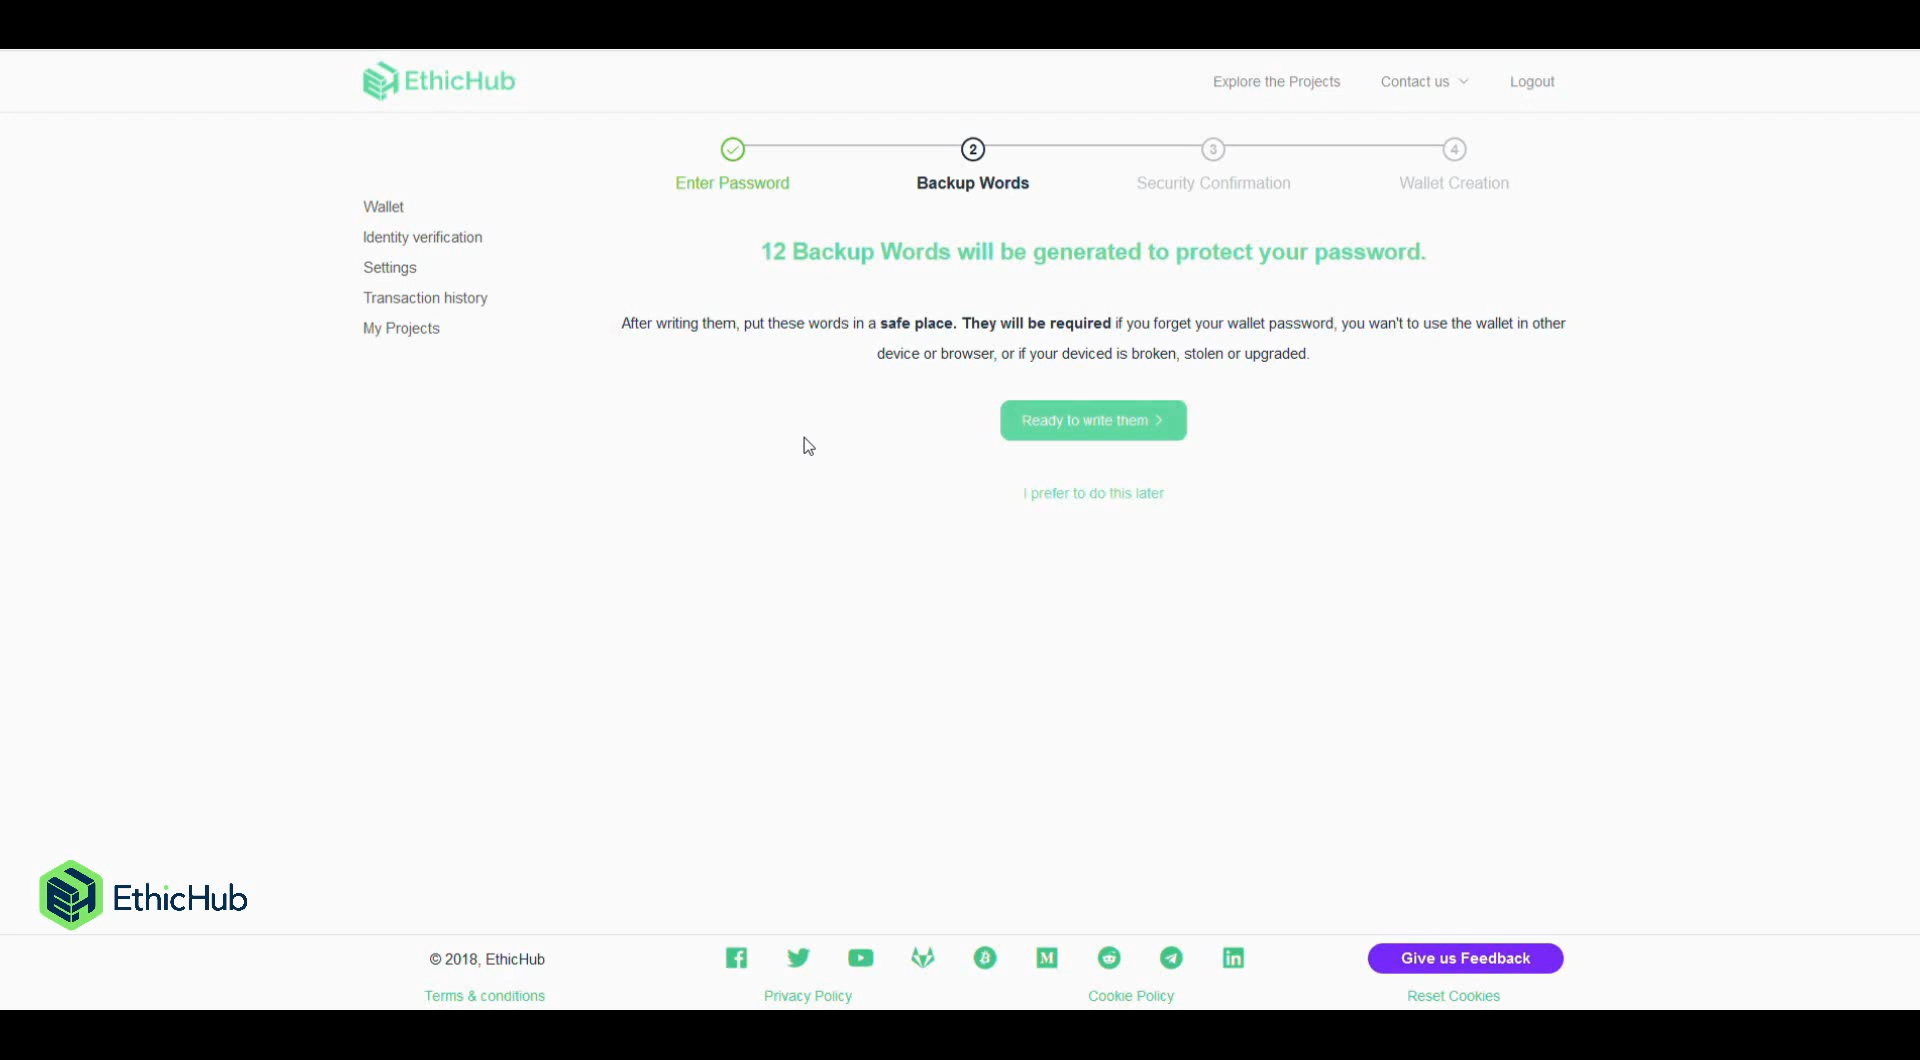 EthicHub
Explore the Projects
Contact us
Logout
2
3
4
Enter Password
Backup Words
Security Confirmation
Wallet Creation
Wallet
Identity verification
Settings
Transaction history
My Projects
12 Backup Words will be generated to protect your password.
After writing them, put these words in a safe place. They will be required if you forget your wallet password, you wan't to use the wallet in other
device or browser, or if your deviced is broken, stolen or upgraded.
Ready to write them
I prefer to do this later
EthicHub
© 2018, EthicHub
Give us Feedback
Terms & conditions
Privacy Policy
Cookie Policy
Reset Cookies